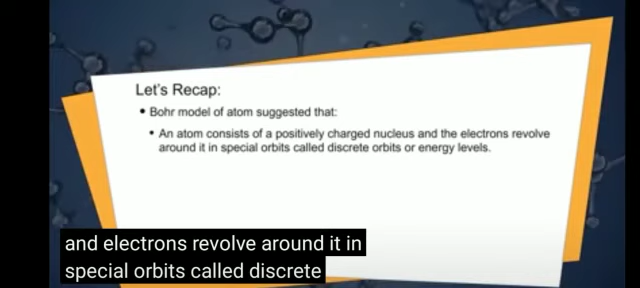 Let's Recap:
• Bohr model of atom suggested that:
• An atom consists of a positively charged nucleus and the electrons revolve
around it in special orbits called discrete orbits or energy levels.
and electrons revolve around it in
special orbits called discrete